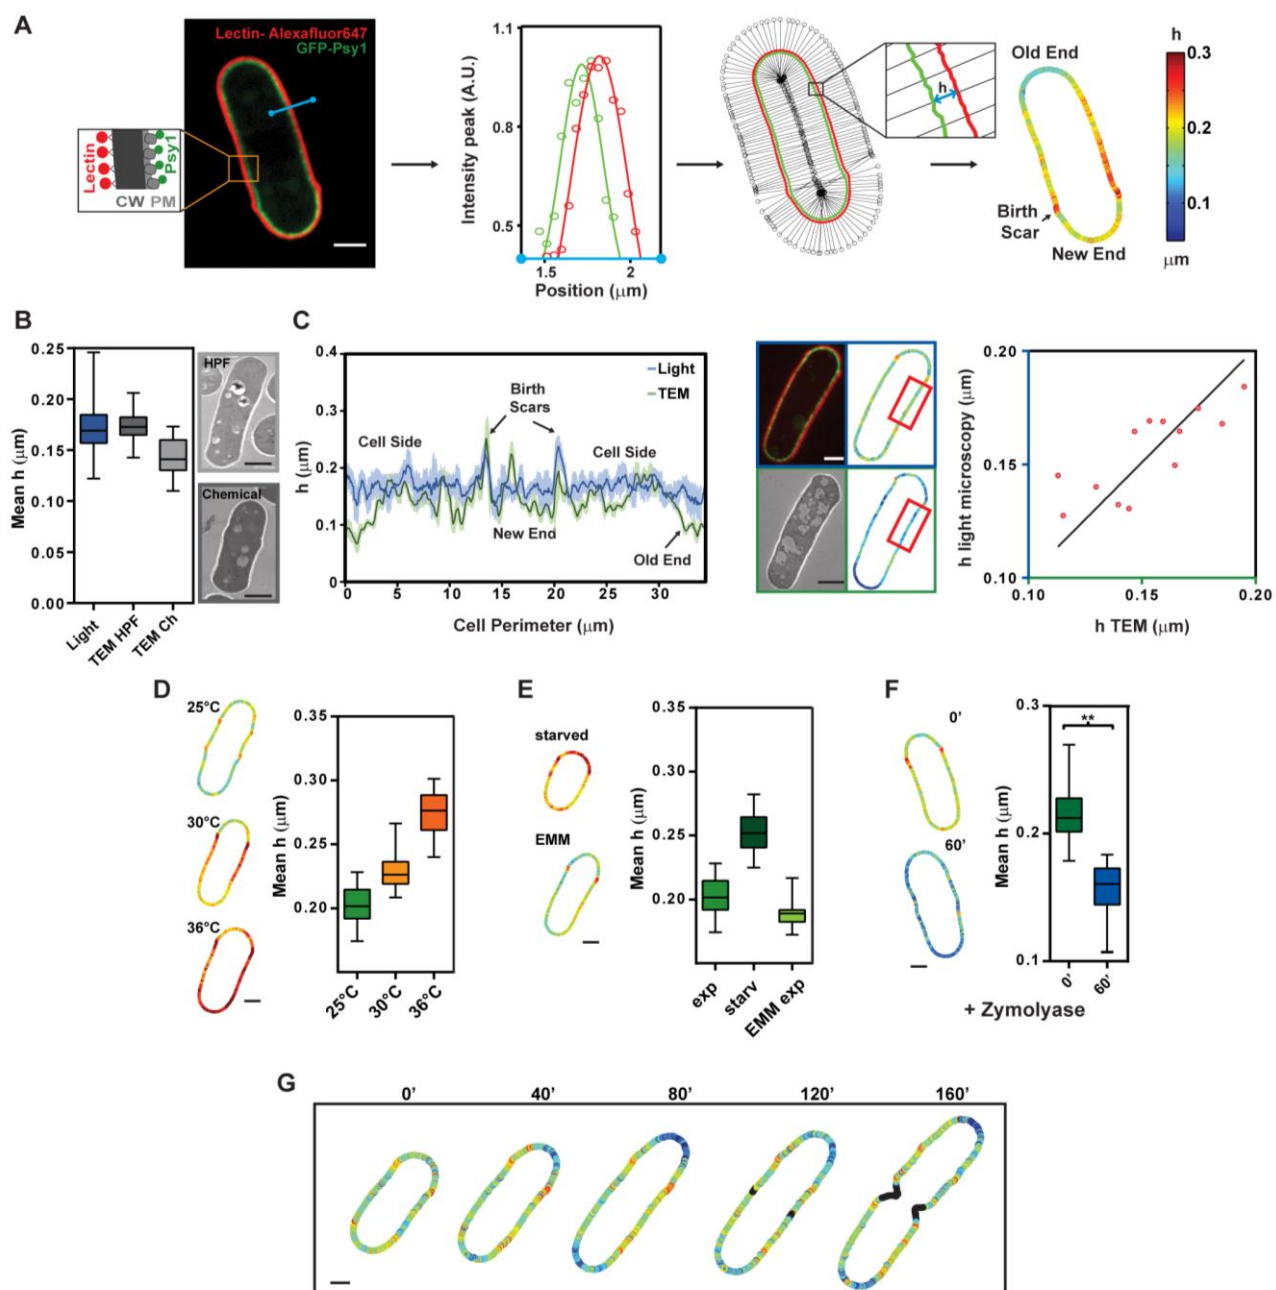 A
Lectin- Alexafluor647
GFP-Psy1
Lectin
Psy1
CW PM
Intensity peak (A.U.)
1.1
0.8
0.5
1.5 2
Position (μm)
h
Old End
Birth
Scar
New End
h
0.3
0.2
0.1
μm
B
Mean h (μm)
0.25
0.20
0.15
0.10
0.05
0.00
Light
TEM HPF
TEM Ch
HPF
Chemical
C
h (μm)
0.4
0.3
0.2
0.1
0
Light
TEM
Birth
Scars
Cell Side
Cell Side
New End
Old End
0 5 10 15 20 25 30
Cell Perimeter (μm)
h light microscopy (μm)
0.20
0.15
0.10
0.10 0.15 0.20
h TEM (μm)
D
25°C
30°C
36°C
Mean h (μm)
0.35
0.30
0.25
0.20
25°C
30°C
36°C
E
starved
EMM
Mean h (μm)
0.35
0.30
0.25
0.20
exp
starv
EMM exp
F
0'
60'
Mean h (μm)
0.3
0.2
0.1
**
0'
60'
+ Zymolyase
G
0' 40' 80' 120' 160'